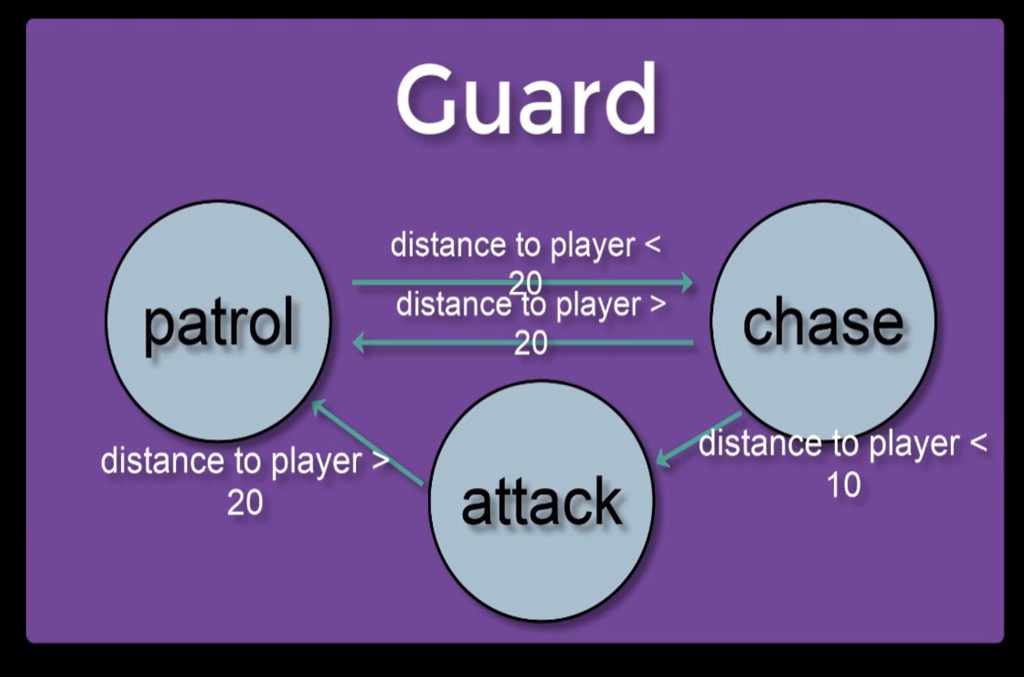 Guard
distance to player <
20
distance to player >
20
patrol
chase
distance to player >
20
attack
distance to player <
10